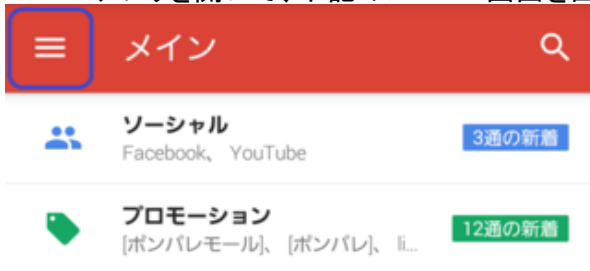 メイン
ソーシャル
3通の新着
Facebook、 YouTube
プロモーション
12通の新着
[ポンパレモール]、 [ポンパレ]、 li...